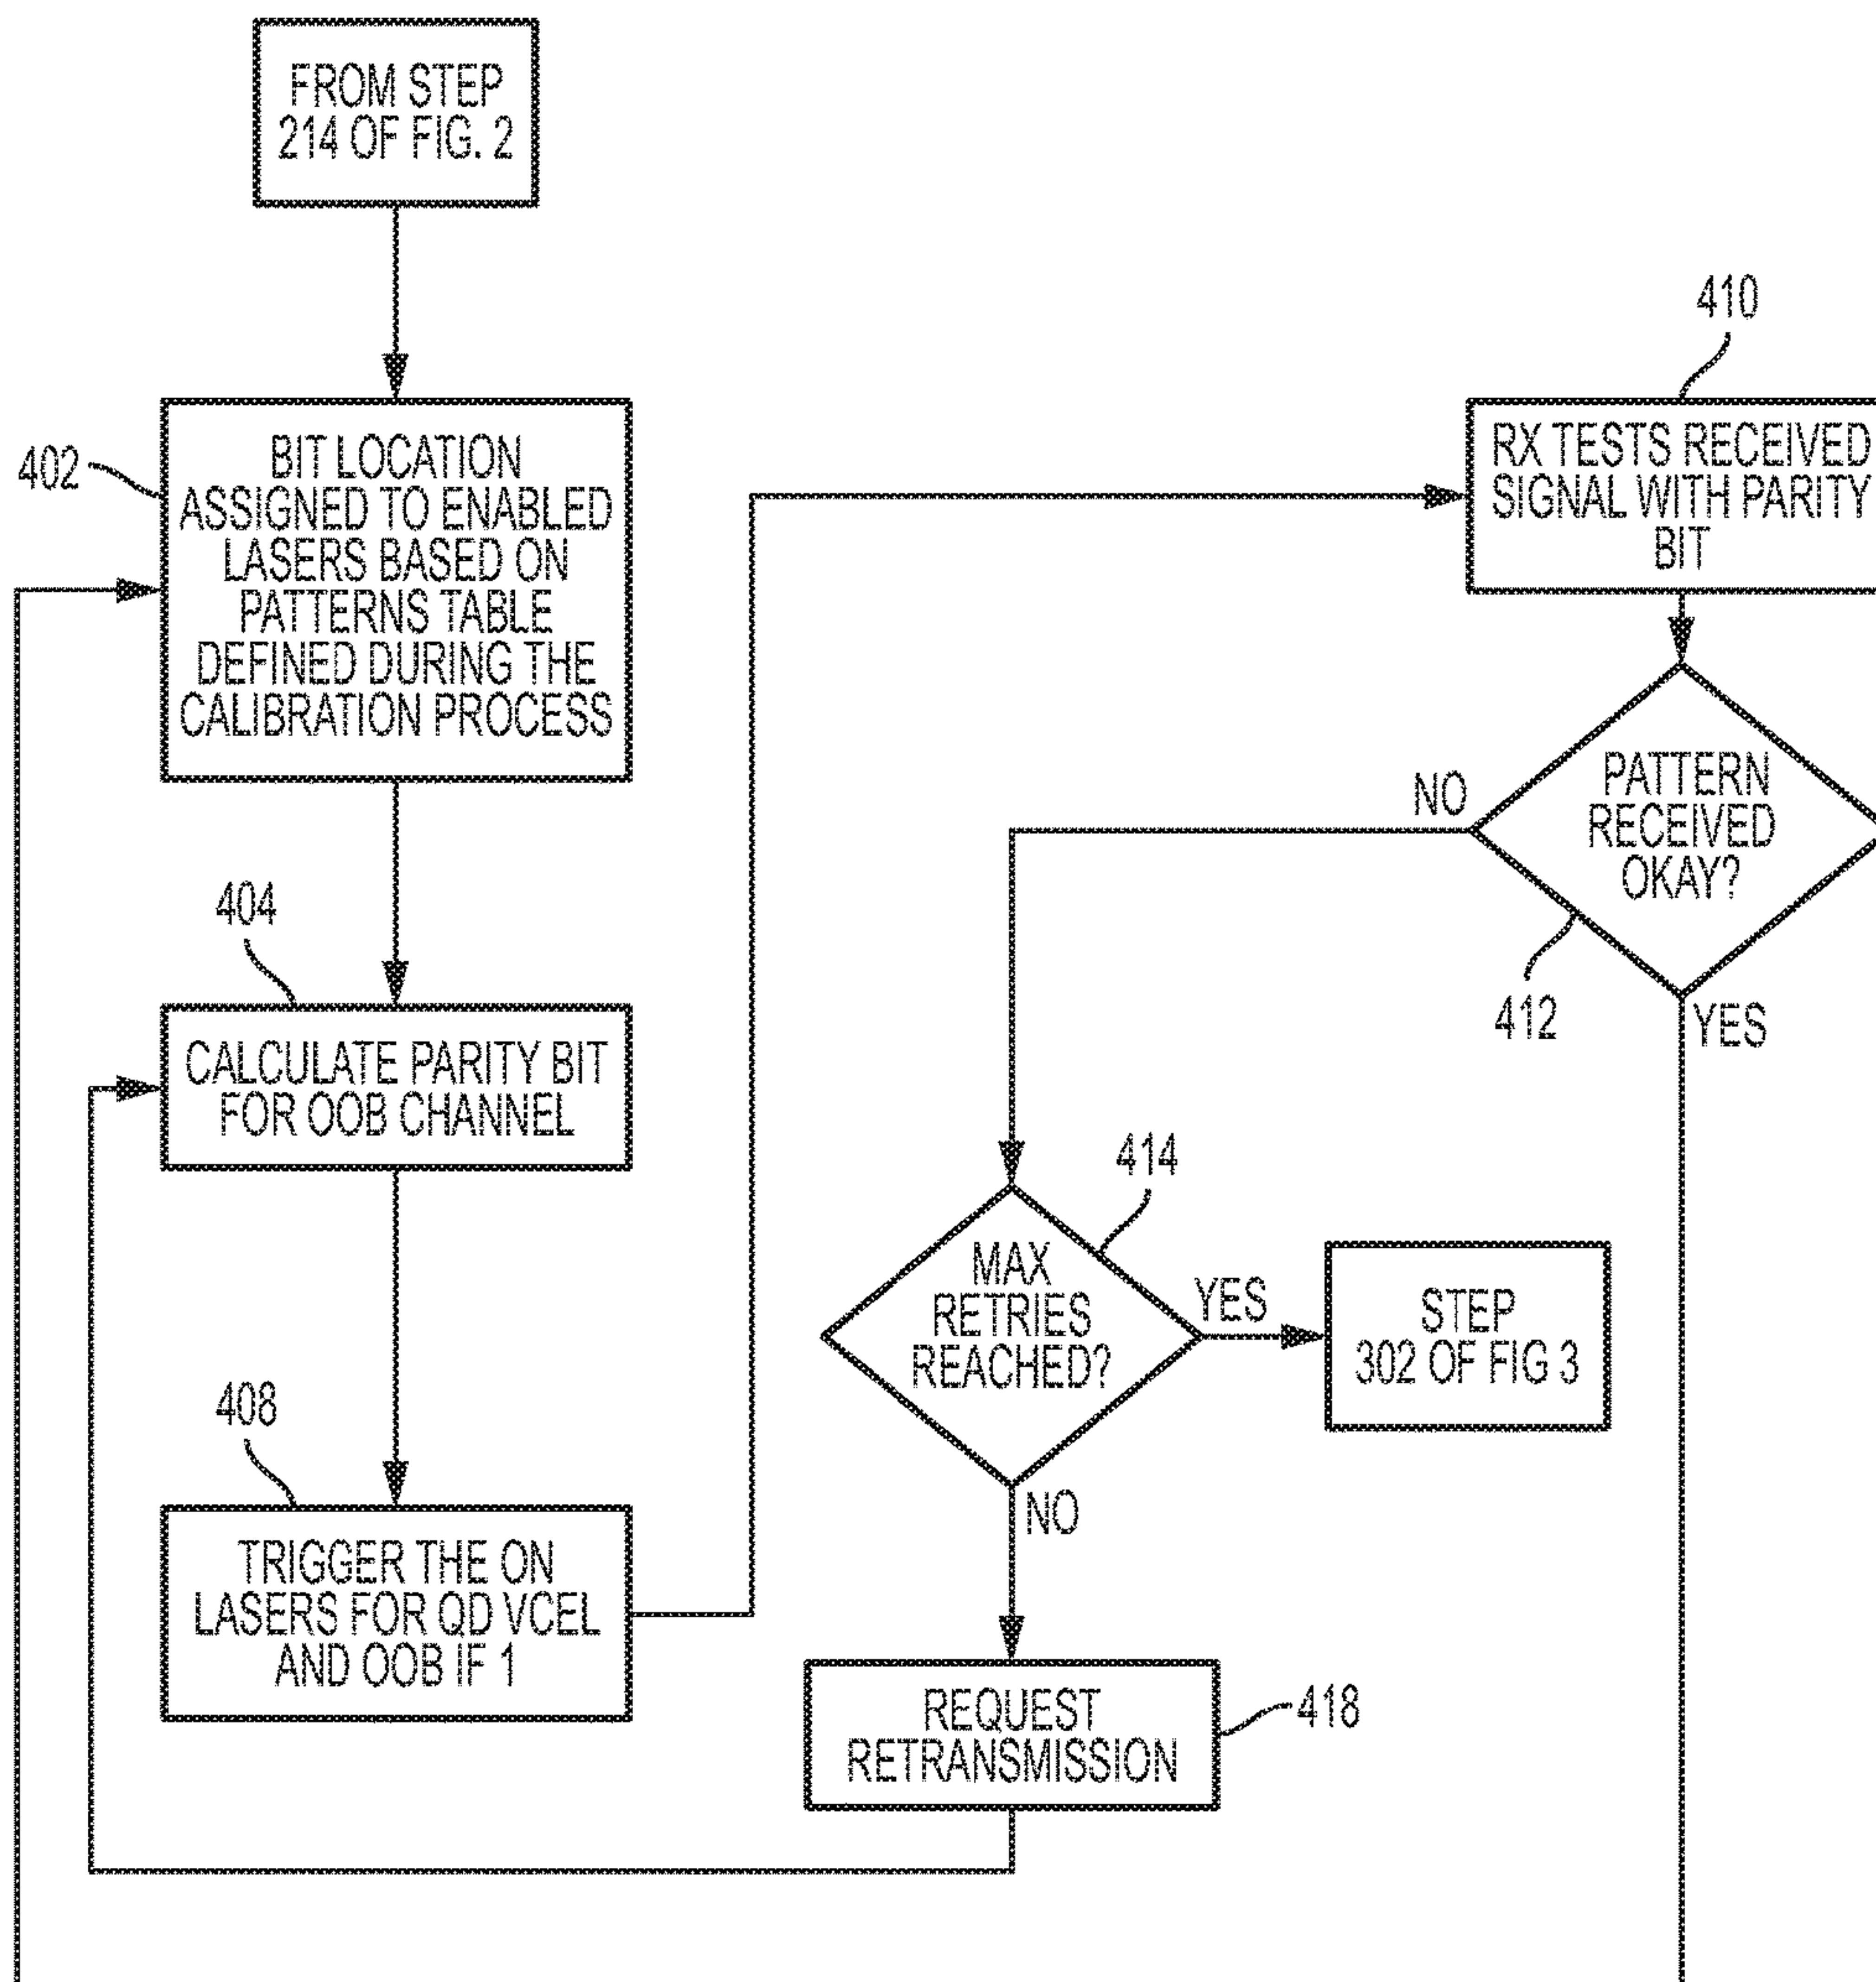 FROM STEP
214 OF FIG. 2
402
BIT LOCATION
ASSIGNED TO ENABLED
LASERS BASED ON
PATTERNS TABLE
DEFINED DURING THE
CALIBRATION PROCESS
404
CALCULATE PARITY BIT
FOR OOB CHANNEL
408
TRIGGER THE ON
LASERS FOR QD VCEL
AND OOB IF 1
410
RX TESTS RECEIVED
SIGNAL WITH PARITY
BIT
PATTERN
RECEIVED
OKAY?
NO
412
YES
414
MAX
RETRIES
REACHED?
YES
STEP
302 OF FIG 3
NO
REQUEST
RETRANSMISSION
418